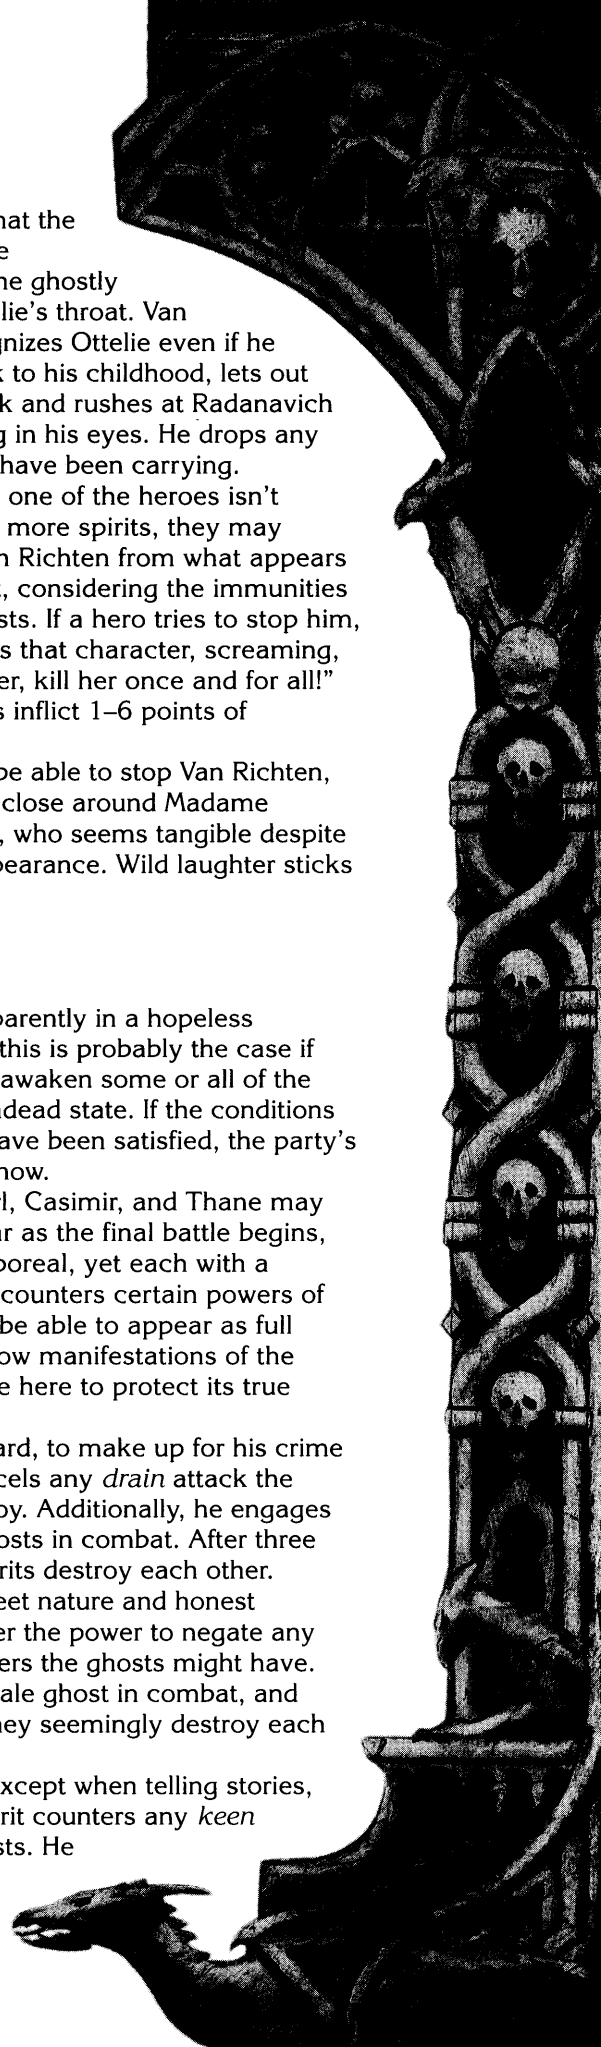 hat the
e
he ghostly
lie's throat. Van
gnizes Ottelie even if he
k to his childhood, lets out
k and rushes at Radanavich
g in his eyes. He drops any
have been carrying.
one of the heroes isn't
more spirits, they may
n Richten from what appears
, considering the immunities
sts. If a hero tries to stop him,
s that character, screaming,
er, kill her once and for all!"
s inflict 1–6 points of
be able to stop Van Richten,
close around Madame
, who seems tangible despite
pearance. Wild laughter sticks
parently in a hopeless
this is probably the case if
awaken some or all of the
ndead state. If the conditions
ave been satisfied, the party's
now.
rl, Casimir, and Thane may
ar as the final battle begins,
poreal, yet each with a
counters certain powers of
be able to appear as full
ow manifestations of the
e here to protect its true
ard, to make up for his crime
cels any drain attack the
oy. Additionally, he engages
osts in combat. After three
rits destroy each other.
eet nature and honest
er the power to negate any
ers the ghosts might have.
ale ghost in combat, and
hey seemingly destroy each
xcept when telling stories,
rit counters any keen
sts. He